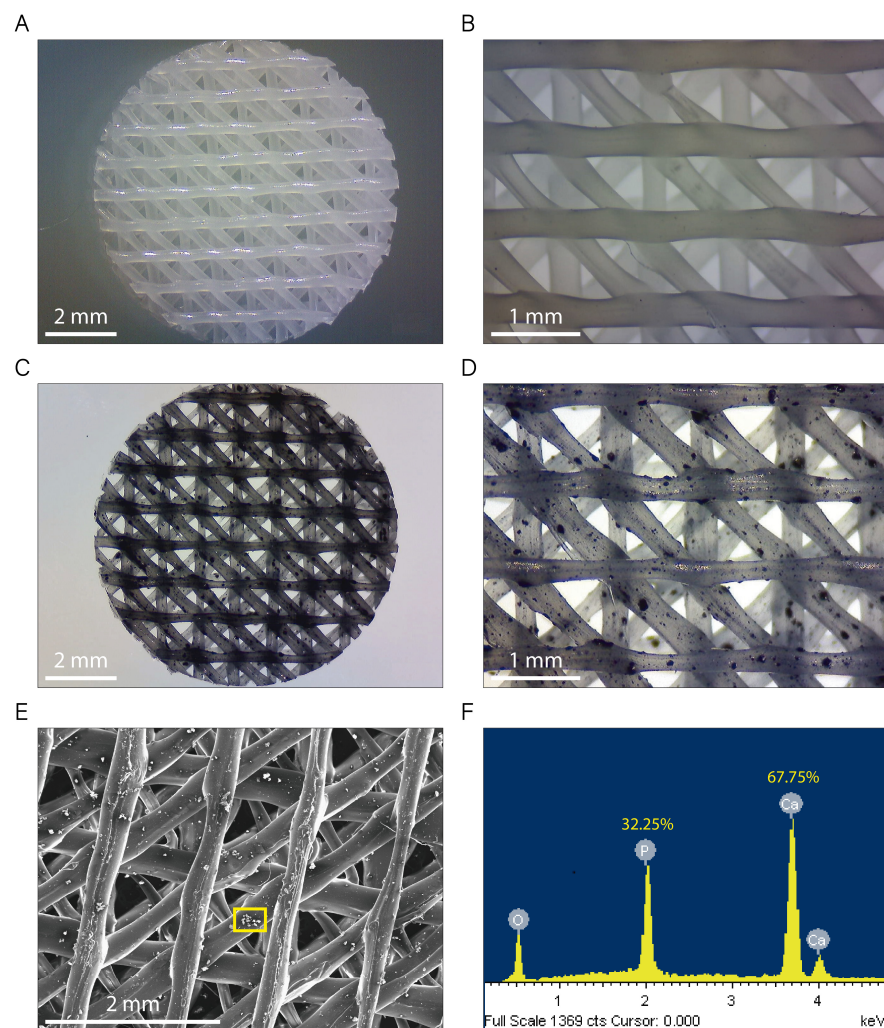 A
B
2 mm
1 mm
C
D
2 mm
1 mm
E
F
67.75%
Ca
32.25%
P
O
Ca
2 mm
1 2 3 4
Full Scale 1369 cts Cursor: 0.000 keV